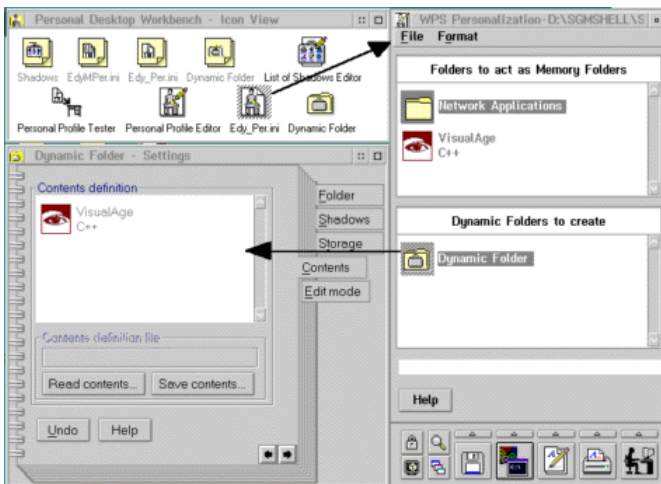 Personal Desktop Workbench - Icon View
Shadows EdyMPer.ini Edy_Per.ini Dynamic Folder List of Shadows Editor
Personal Profile Tester Personal Profile Editor Edy_Per.ini Dynamic Folder
Dynamic Folder - Settings
Contents definition
VisualAge
C++
Contents definition file
Read contents... Save contents...
Undo Help
Folder
Shadows
Storage
Contents
Edit mode
WPS Personalization-D:\SGMSHELL\S
File Format
Folders to act as Memory Folders
Network Applications
VisualAge
C++
Dynamic Folders to create
Dynamic Folder
Help